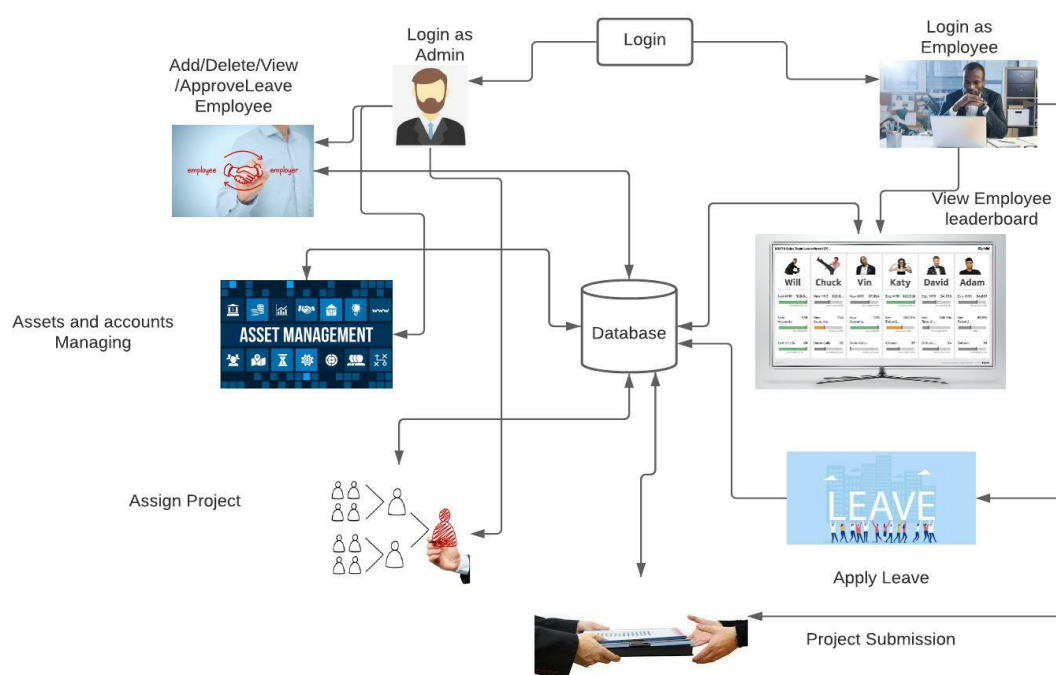 Login as
Admin
Login
Login as
Employee
Add/Delete/View
/ApproveLeave
Employee
employee
employer
View Employee
leaderboard
Will
Chuck
Vin
Katy
David
Adam
Assets and accounts
Managing
ASSET MANAGEMENT
Database
Assign Project
LEAVE
Apply Leave
Project Submission